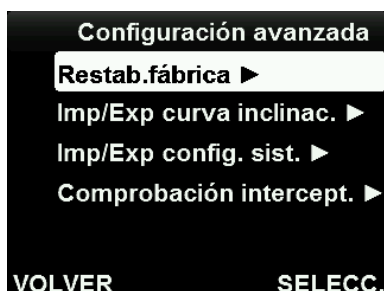 Configuración avanzada
Restab.fábrica ►
Imp/Exp curva inclinac. ►
Imp/Exp config. sist. ►
Comprobación intercept. ►
VOLVER SELECC.